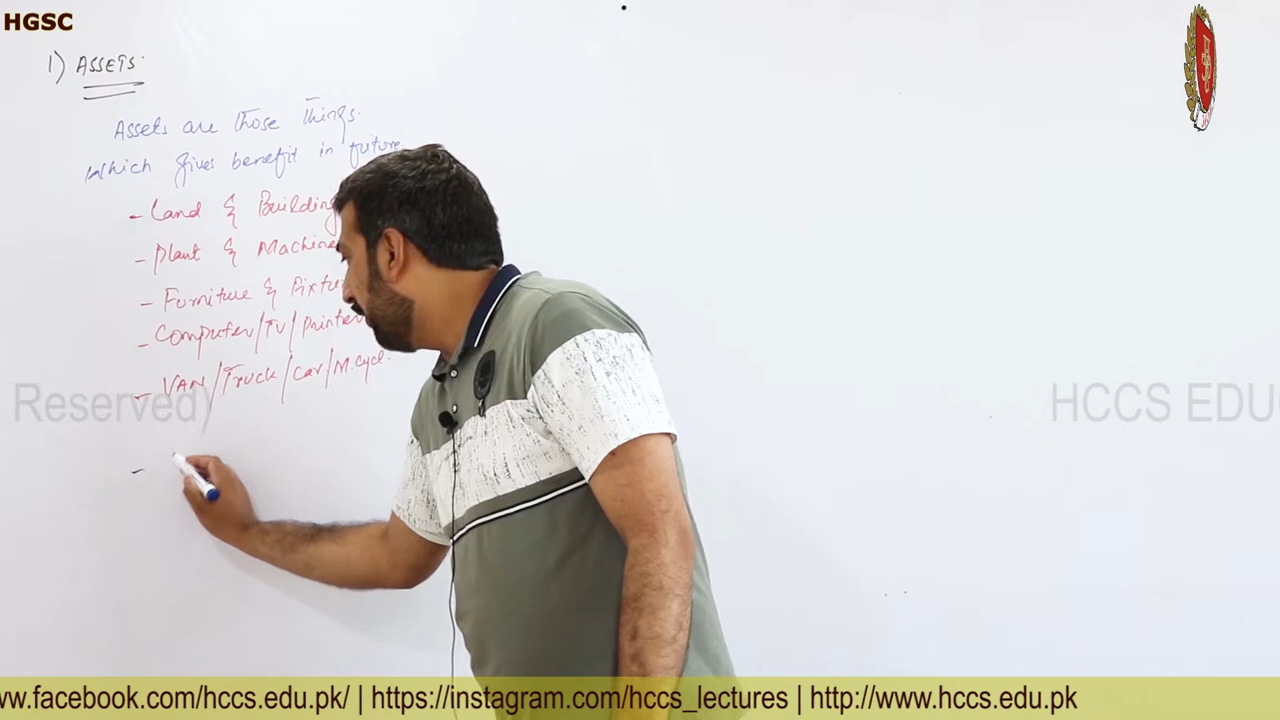 HGSC
1) ASSETS.
Assets are those things.
Which gives benefit in future.
- Land & Building
- Plant & Machine
- Furniture & Fixtur
- Computer/TV/Printer
- VAN/Truck/Car/M.cycl.
-
Reserved)
HCCS EDU
ww.facebook.com/hccs.edu.pk/ | https://instagram.com/hccs_lectures | http://www.hccs.edu.pk